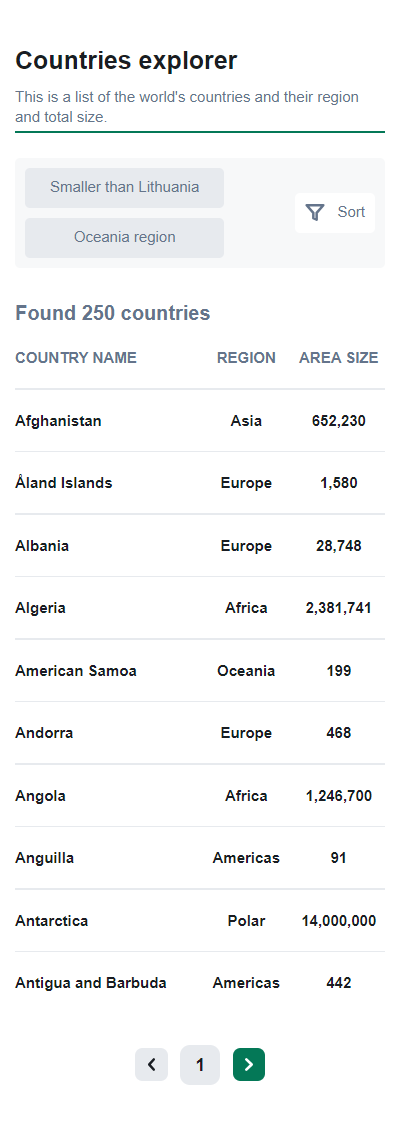 Countries explorer
This is a list of the world's countries and their region
and total size.
Smaller than Lithuania
Oceania region
Sort
Found 250 countries
COUNTRY NAME REGION AREA SIZE
Afghanistan Asia 652,230
Åland Islands Europe 1,580
Albania Europe 28,748
Algeria Africa 2,381,741
American Samoa Oceania 199
Andorra Europe 468
Angola Africa 1,246,700
Anguilla Americas 91
Antarctica Polar 14,000,000
Antigua and Barbuda Americas 442
1